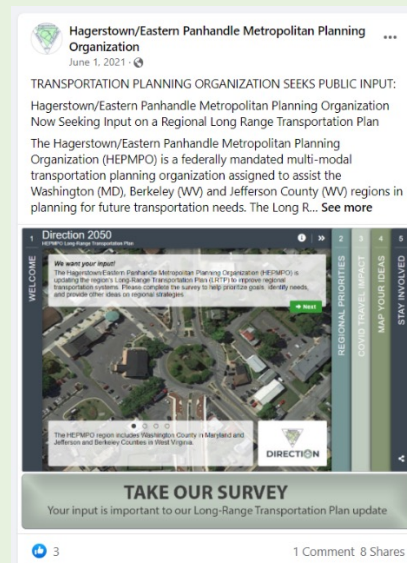 Hagerstown/Eastern Panhandle Metropolitan Planning
Organization
June 1, 2021 ·
TRANSPORTATION PLANNING ORGANIZATION SEEKS PUBLIC INPUT:
Hagerstown/Eastern Panhandle Metropolitan Planning Organization
Now Seeking Input on a Regional Long Range Transportation Plan
The Hagerstown/Eastern Panhandle Metropolitan Planning
Organization (HEPMPO) is a federally mandated multi-modal
transportation planning organization assigned to assist the
Washington (MD), Berkeley (WV) and Jefferson County (WV) regions in
planning for future transportation needs. The Long R... See more
1
WELCOME
Direction 2050
HEPMPO Long Range Transportation Plan
We want your input!
The Hagerstown/Eastern Panhandle Metropolitan Planning Organization (HEPMPO) is
updating the region's Long-Range Transportation Plan (LRTP) to improve regional
transportation systems. Please complete the survey to help prioritize goals, identify needs,
and provide other ideas on regional strategies.
Next
The HEPMPO region includes Washington County in Maryland and
Jefferson and Berkeley Counties in West Virginia.
DIRECTION
2
REGIONAL PRIORITIES
3
COVID TRAVEL IMPACT
4
MAP YOUR IDEAS
5
STAY INVOLVED
TAKE OUR SURVEY
Your input is important to our Long-Range Transportation Plan update
3
1 Comment 8 Shares